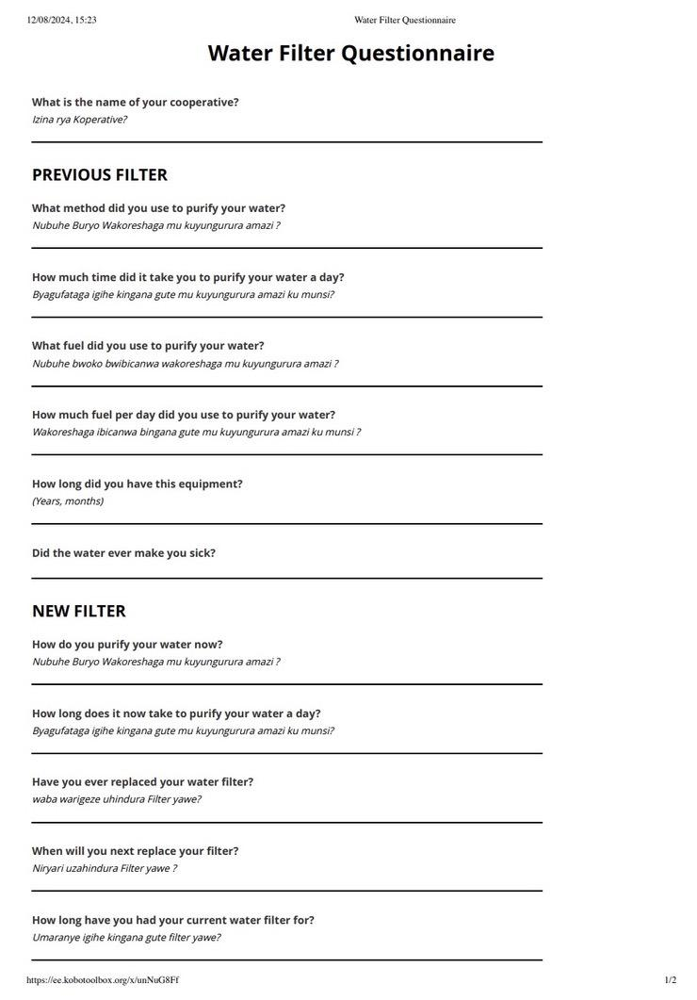 12/08/2024, 15:23
Water Filter Questionnaire
Water Filter Questionnaire
What is the name of your cooperative?
Izina rya Koperative?
PREVIOUS FILTER
What method did you use to purify your water?
Nubuhe Buryo Wakoreshaga mu kuyungurura amazi ?
How much time did it take you to purify your water a day?
Byagufataga igihe kingana gute mu kuyungurura amazi ku munsi?
What fuel did you use to purify your water?
Nubuhe bwoko bwibicanwa wakoreshaga mu kuyungurura amazi ?
How much fuel per day did you use to purify your water?
Wakoreshaga ibicanwa bingana gute mu kuyungurura amazi ku munsi ?
How long did you have this equipment?
(Years, months)
Did the water ever make you sick?
NEW FILTER
How do you purify your water now?
Nubuhe Buryo Wakoreshaga mu kuyungurura amazi ?
How long does it now take to purify your water a day?
Byagufataga igihe kingana gute mu kuyungurura amazi ku munsi?
Have you ever replaced your water filter?
waba warigeze uhindura Filter yawe?
When will you next replace your filter?
Niryari uzahindura Filter yawe ?
How long have you had your current water filter for?
Umaranye igihe kingana gute filter yawe?
https://ee.kobotoolbox.org/x/unNuG8Ff
1/2